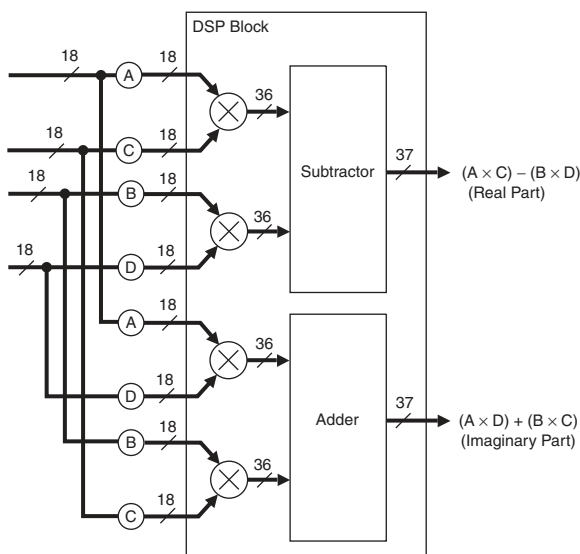 DSP Block
18
A
18
36
18
C
18
Subtractor
37
(A × C) – (B × D)
(Real Part)
18
B
18
36
18
D
18
18
A
36
18
D
Adder
37
(A × D) + (B × C)
(Imaginary Part)
18
B
36
18
C